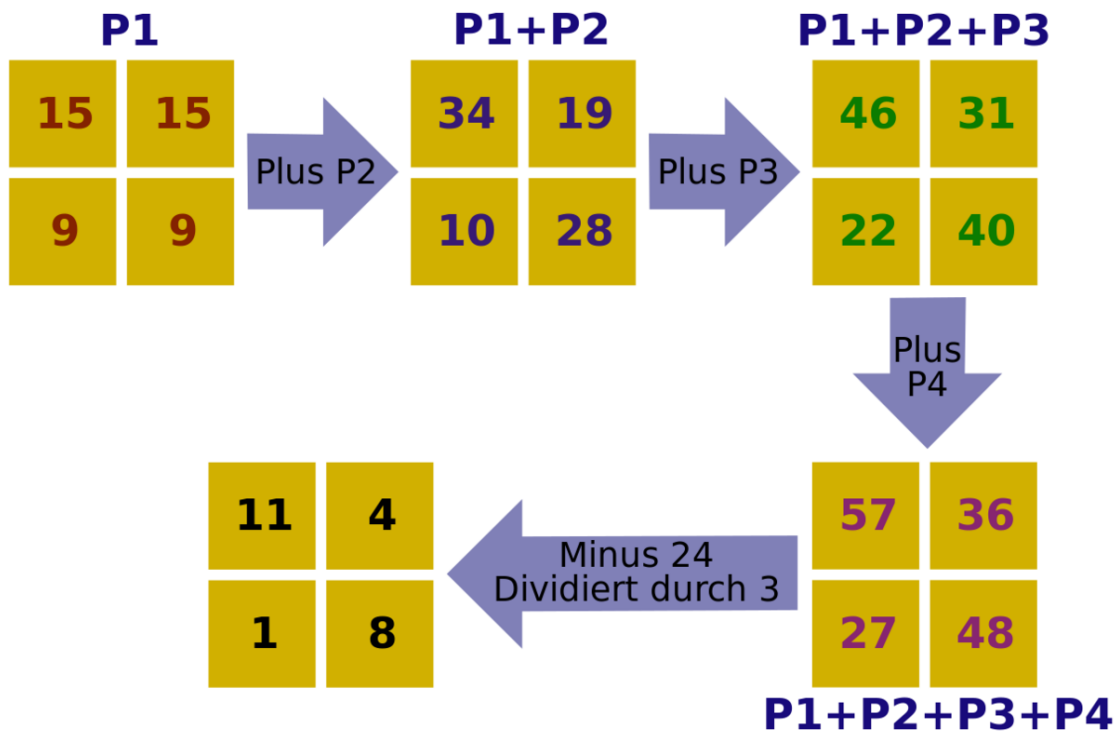 P1
15 15
9 9
Plus P2
P1+P2
34 19
10 28
Plus P3
P1+P2+P3
46 31
22 40
Plus
P4
57 36
27 48
P1+P2+P3+P4
Minus 24
Dividiert durch 3
11 4
1 8